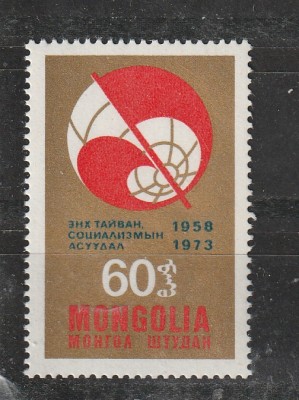 ЭНХ ТАЙВАН, 1958
СОЦИАЛИЗМЫН
АСУУДАЛ 1973
60
MONGOLIA
МОНГОЛ ШУУДАН